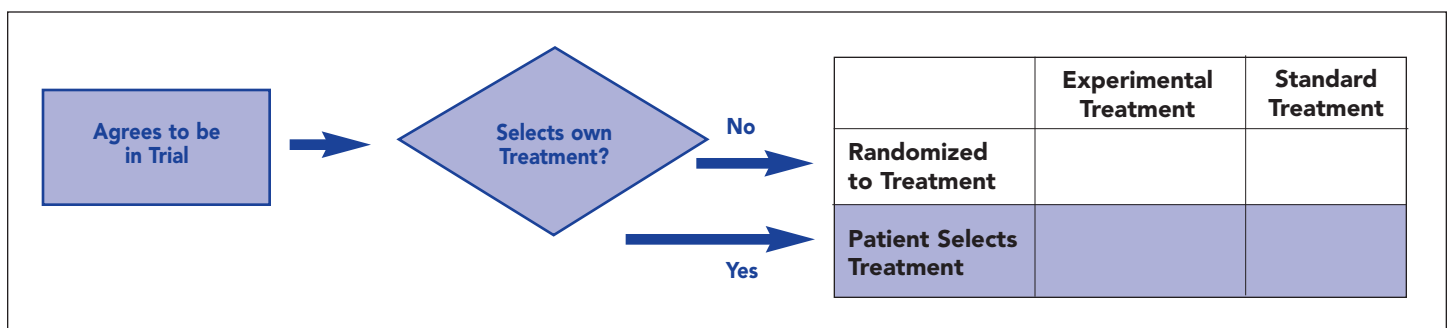 Agrees to be
in Trial
Selects own
Treatment?
No
Yes
Experimental
Treatment
Standard
Treatment
Randomized
to Treatment
Patient Selects
Treatment